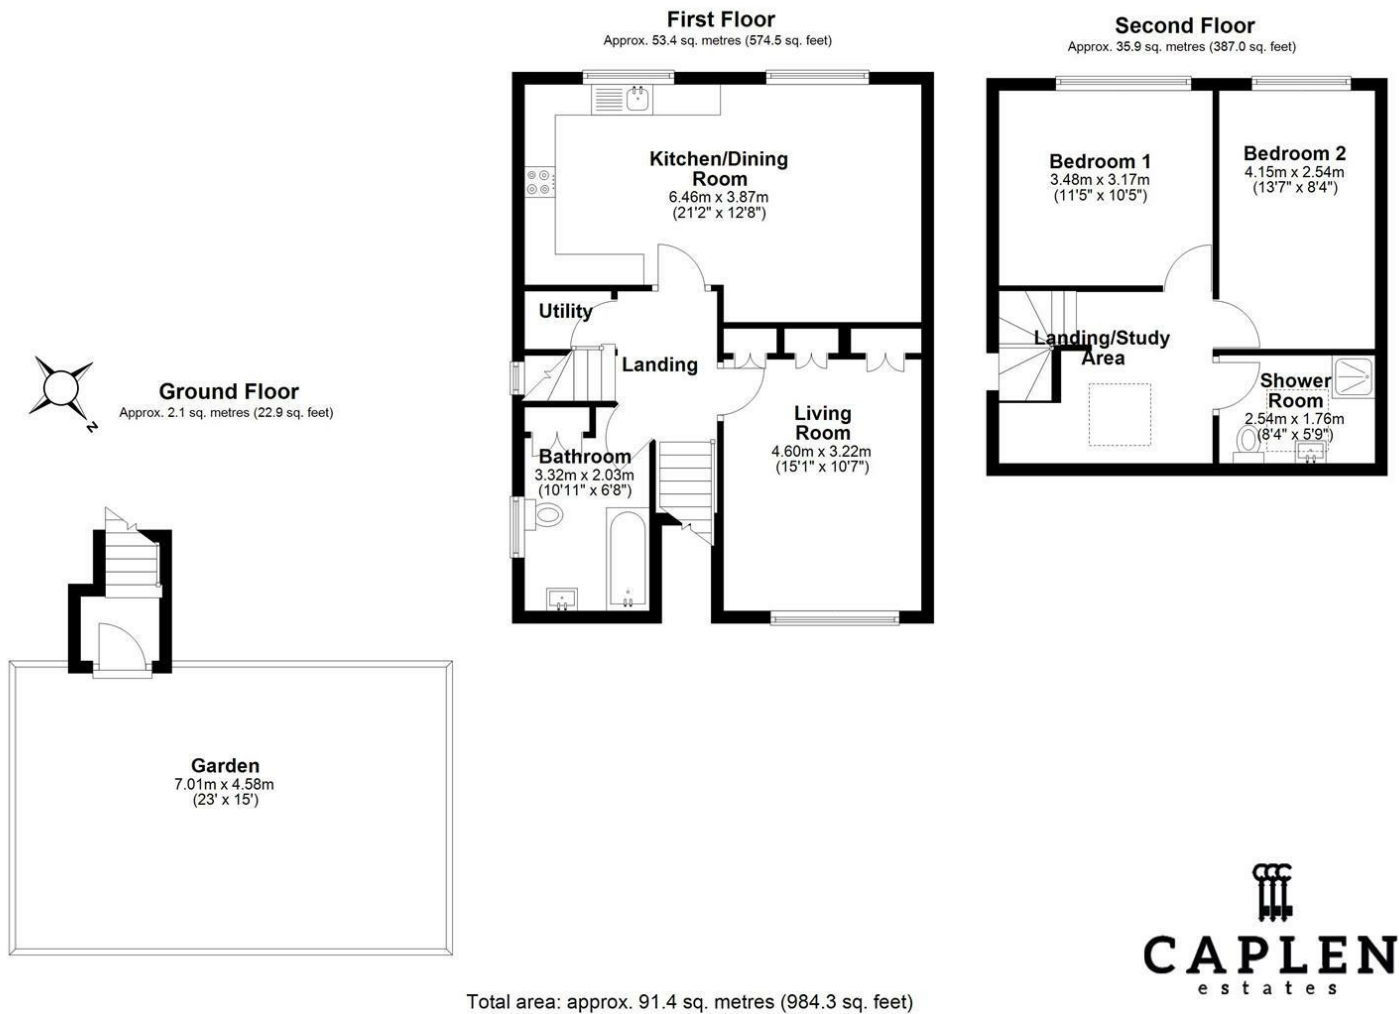 First Floor
Approx. 53.4 sq. metres (574.5 sq. feet)
Kitchen/Dining
Room
6.46m x 3.87m
(21'2" x 12'8")
Utility
Landing
Living
Room
4.60m x 3.22m
(15'1" x 10'7")
Bathroom
3.32m x 2.03m
(10'11" x 6'8")
Second Floor
Approx. 35.9 sq. metres (387.0 sq. feet)
Bedroom 1
3.48m x 3.17m
(11'5" x 10'5")
Bedroom 2
4.15m x 2.54m
(13'7" x 8'4")
Landing/Study
Area
Shower
Room
2.54m x 1.76m
(8'4" x 5'9")
Ground Floor
Approx. 2.1 sq. metres (22.9 sq. feet)
N
Garden
7.01m x 4.58m
(23' x 15')
CAPLEN
estates
Total area: approx. 91.4 sq. metres (984.3 sq. feet)